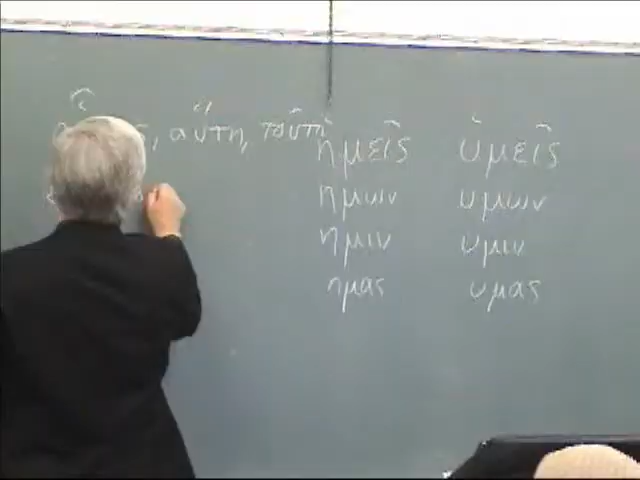 αὕτη, τοῦτο
ἡμεῖς ὑμεῖς
ημων υμων
ημιν υμιν
ημας υμας